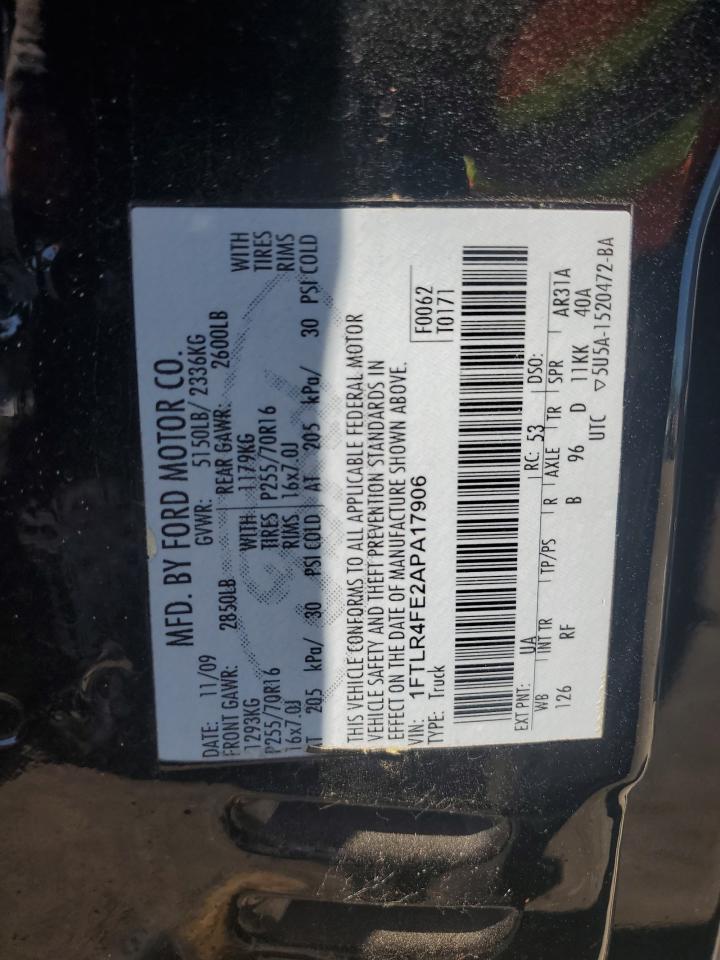 MFD. BY FORD MOTOR CO.
DATE: 11/09 GVWR: 5150LB/ 2336KG
FRONT GAWR: 2850LB REAR GAWR: 2600LB
1293KG WITH 1179KG WITH
P255/70R16 TIRES P255/70R16 TIRES
16x7.0J RIMS 16x7.0J RIMS
AT 205 kPa/ 30 PSI COLD AT 205 kPa/ 30 PSI COLD
THIS VEHICLE CONFORMS TO ALL APPLICABLE FEDERAL MOTOR
VEHICLE SAFETY AND THEFT PREVENTION STANDARDS IN
EFFECT ON THE DATE OF MANUFACTURE SHOWN ABOVE.
VIN: 1FTLR4FE2APA17906 F0062
TYPE: Truck T0171
EXT PNT: UA RC: 53 DSO:
WB INT TR TP/PS R AXLE TR SPR AR31A
126 RF B 96 D 11KK 40A
UTC ▽5U5A-1520472-BA